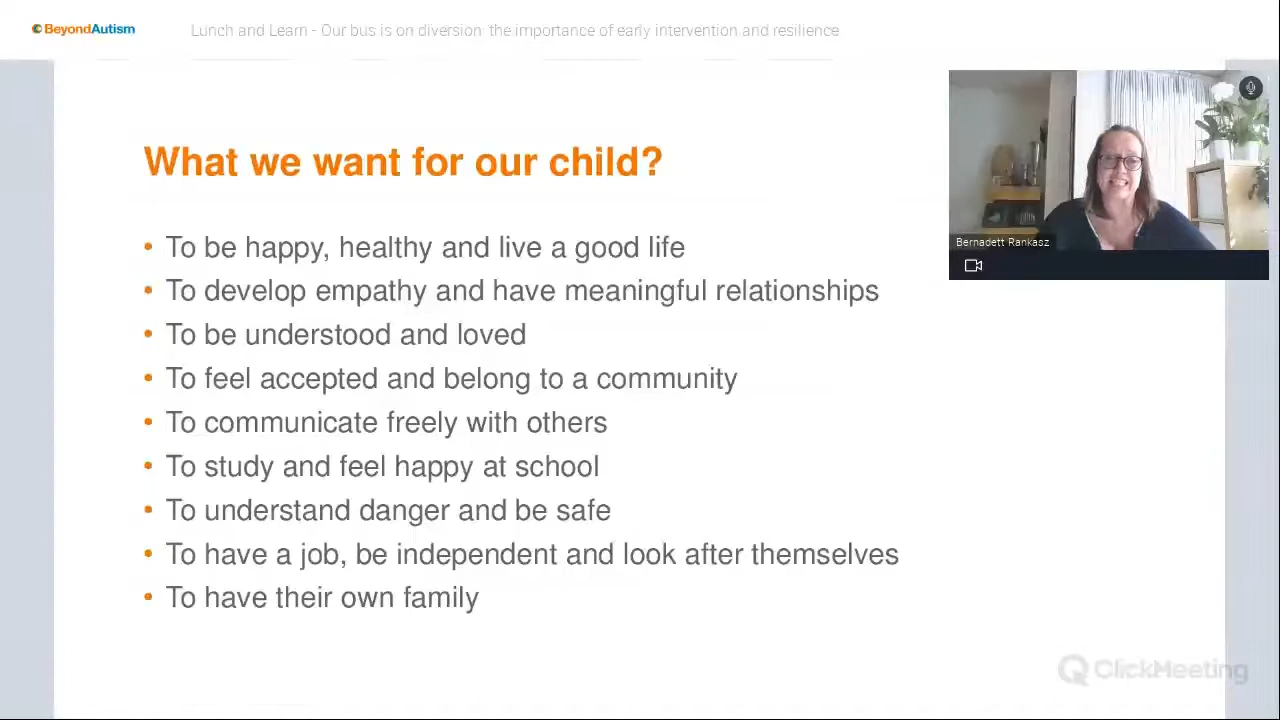 BeyondAutism
Lunch and Learn - Our bus is on diversion: the importance of early intervention and resilience
What we want for our child?
• To be happy, healthy and live a good life
• To develop empathy and have meaningful relationships
• To be understood and loved
• To feel accepted and belong to a community
• To communicate freely with others
• To study and feel happy at school
• To understand danger and be safe
• To have a job, be independent and look after themselves
• To have their own family
Bernadett Rankasz
ClickMeeting